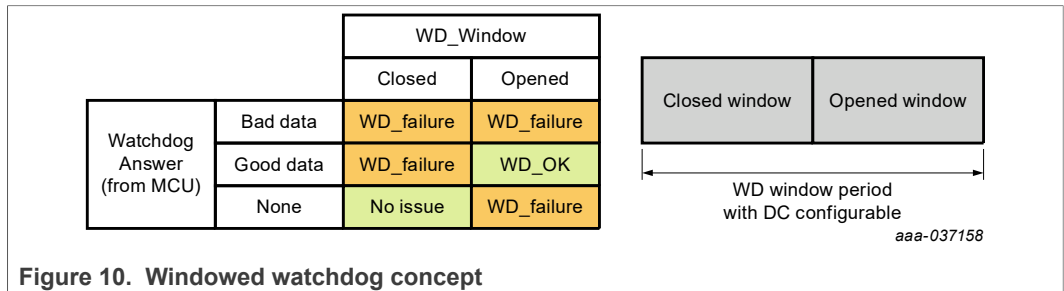 WD_Window
Closed
Opened
Watchdog
Answer
(from MCU)
Bad data
WD_failure
WD_failure
Good data
WD_failure
WD_OK
None
No issue
WD_failure
Closed window
Opened window
WD window period
with DC configurable
aaa-037158
Figure 10. Windowed watchdog concept